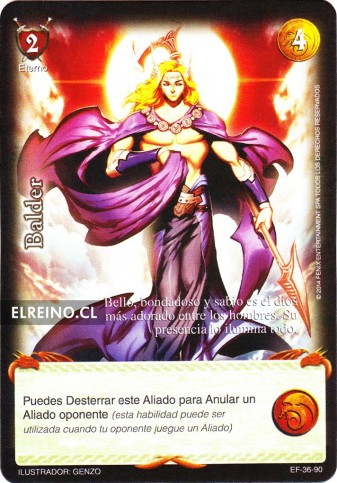 2
4
Eterno
Balder
© 2014 FENIX ENTERTAINMENT SPA TODOS LOS DERECHOS RESERVADOS
Bello, bondadoso y sabio es el dios
más adorado entre los hombres. Su
presencia lo ilumina todo.
ELREINO.CL
Puedes Desterrar este Aliado para Anular un
Aliado oponente (esta habilidad puede ser
utilizada cuando tu oponente juegue un Aliado)
ILUSTRADOR: GENZO
EF-36-90